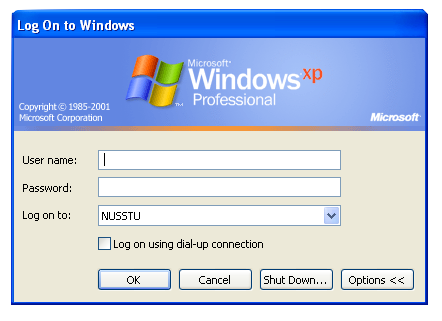 Log On to Windows
Microsoft®
Windows xp
Professional
Copyright © 1985-2001
Microsoft Corporation
Microsoft
User name:
Password:
Log on to: NUSSTU
Log on using dial-up connection
OK Cancel Shut Down... Options <<